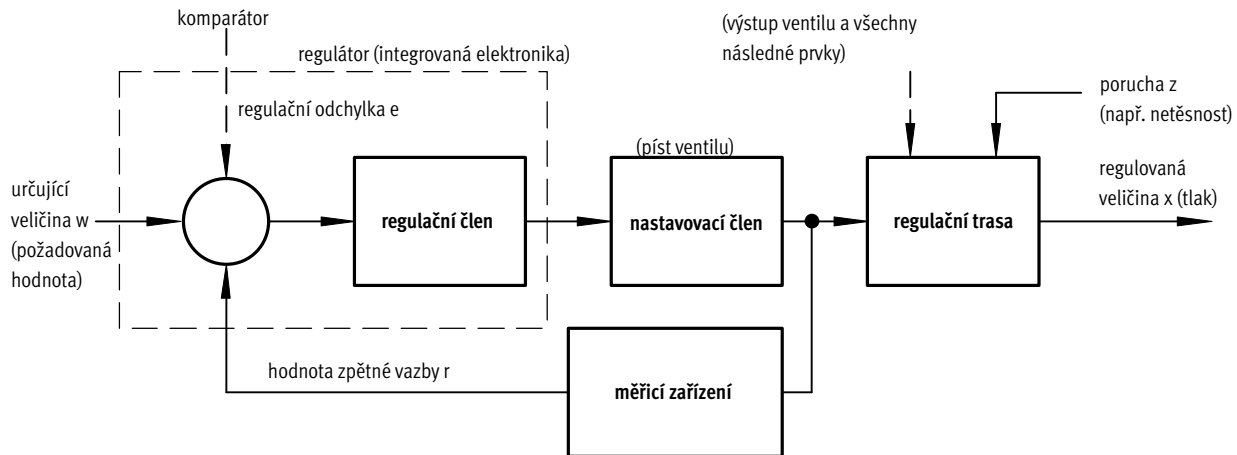 komparátor
regulátor (integrovaná elektronika)
(výstup ventilu a všechny
následné prvky)
porucha z
(např. netěsnost)
regulační odchylka e
(píst ventilu)
určující
veličina w
(požadovaná
hodnota)
regulační člen
nastavovací člen
regulační trasa
regulovaná
veličina x (tlak)
hodnota zpětné vazby r
měřicí zařízení